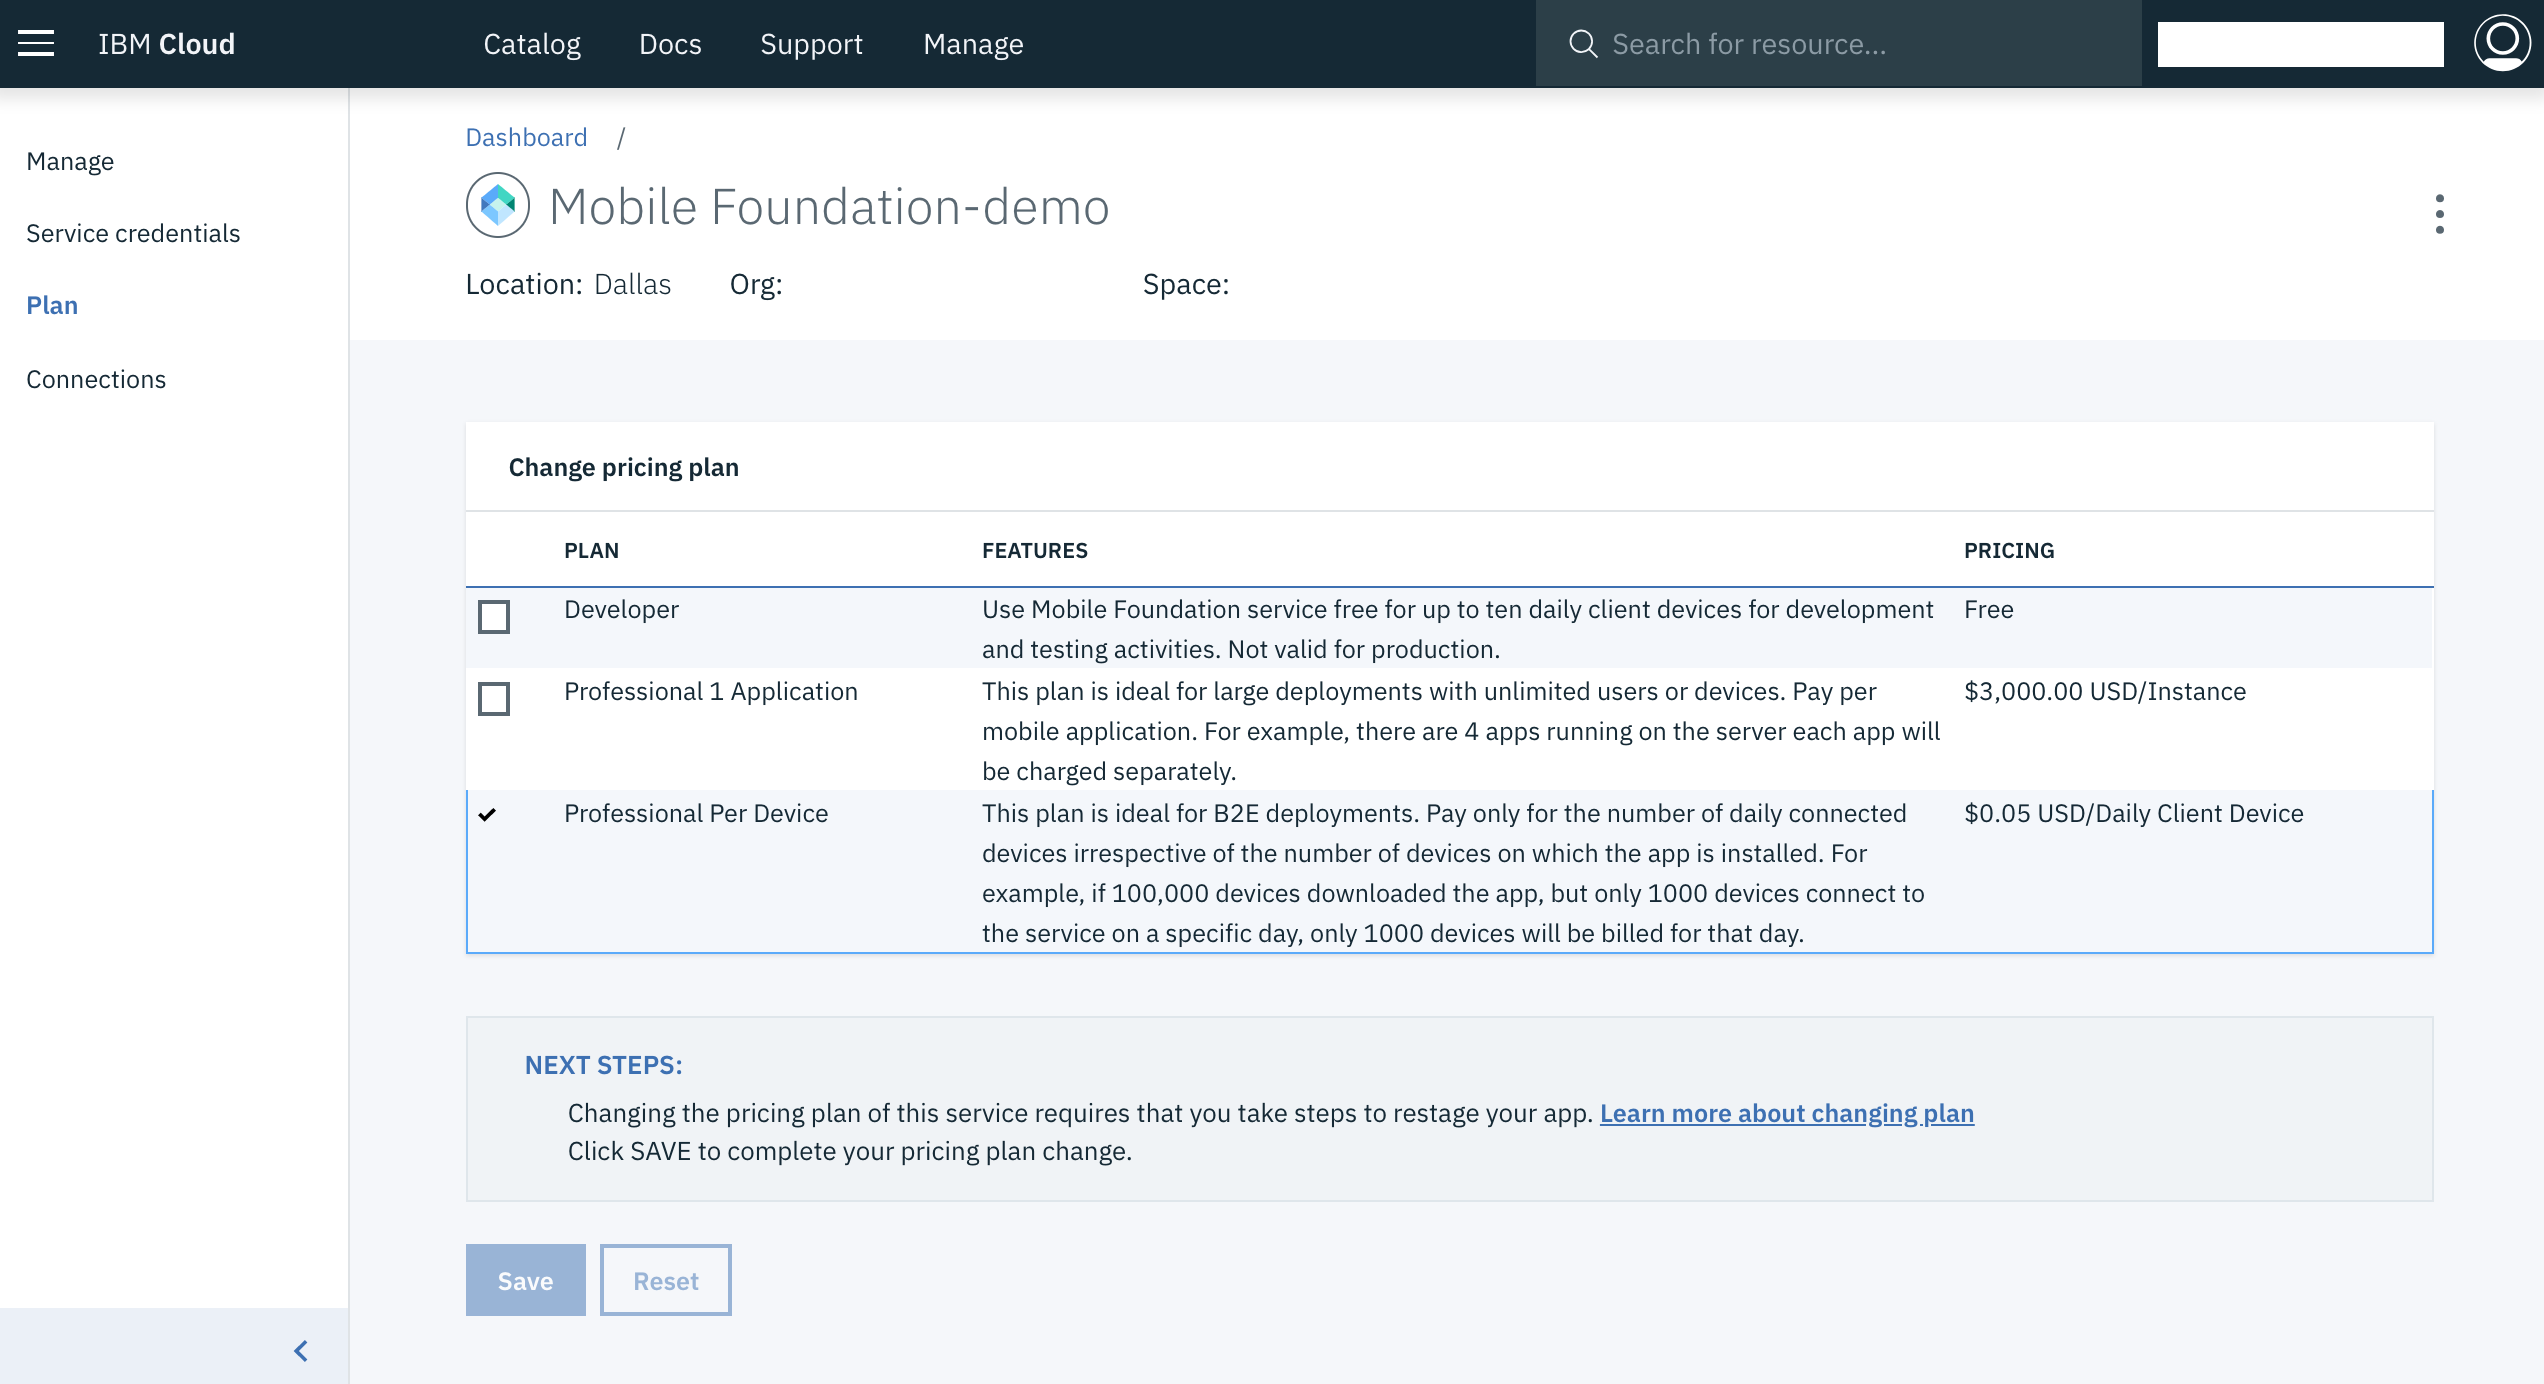 IBM Cloud
Catalog
Docs
Support
Manage
Search for resource...
Manage
Service credentials
Plan
Connections
Dashboard /
Mobile Foundation-demo
Location: Dallas
Org:
Space:
Change pricing plan
PLAN
FEATURES
PRICING
Developer
Use Mobile Foundation service free for up to ten daily client devices for development
and testing activities. Not valid for production.
Free
Professional 1 Application
This plan is ideal for large deployments with unlimited users or devices. Pay per
mobile application. For example, there are 4 apps running on the server each app will
be charged separately.
$3,000.00 USD/Instance
Professional Per Device
This plan is ideal for B2E deployments. Pay only for the number of daily connected
devices irrespective of the number of devices on which the app is installed. For
example, if 100,000 devices downloaded the app, but only 1000 devices connect to
the service on a specific day, only 1000 devices will be billed for that day.
$0.05 USD/Daily Client Device
NEXT STEPS:
Changing the pricing plan of this service requires that you take steps to restage your app. Learn more about changing plan
Click SAVE to complete your pricing plan change.
Save
Reset